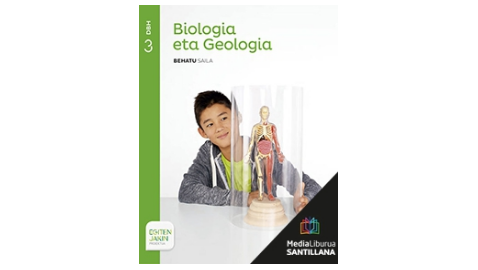 DBH
3
Biologia
eta Geologia
BEHATU SAILA
EGITEN
JAKIN
MediaLiburua
SANTILLANA